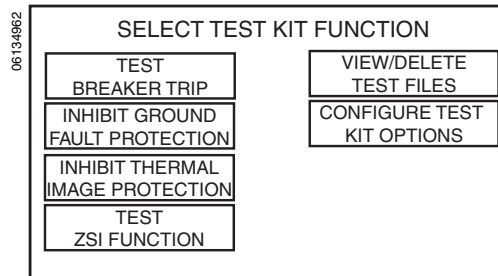 06134962
SELECT TEST KIT FUNCTION
TEST
BREAKER TRIP
INHIBIT GROUND
FAULT PROTECTION
INHIBIT THERMAL
IMAGE PROTECTION
TEST
ZSI FUNCTION
VIEW/DELETE
TEST FILES
CONFIGURE TEST
KIT OPTIONS